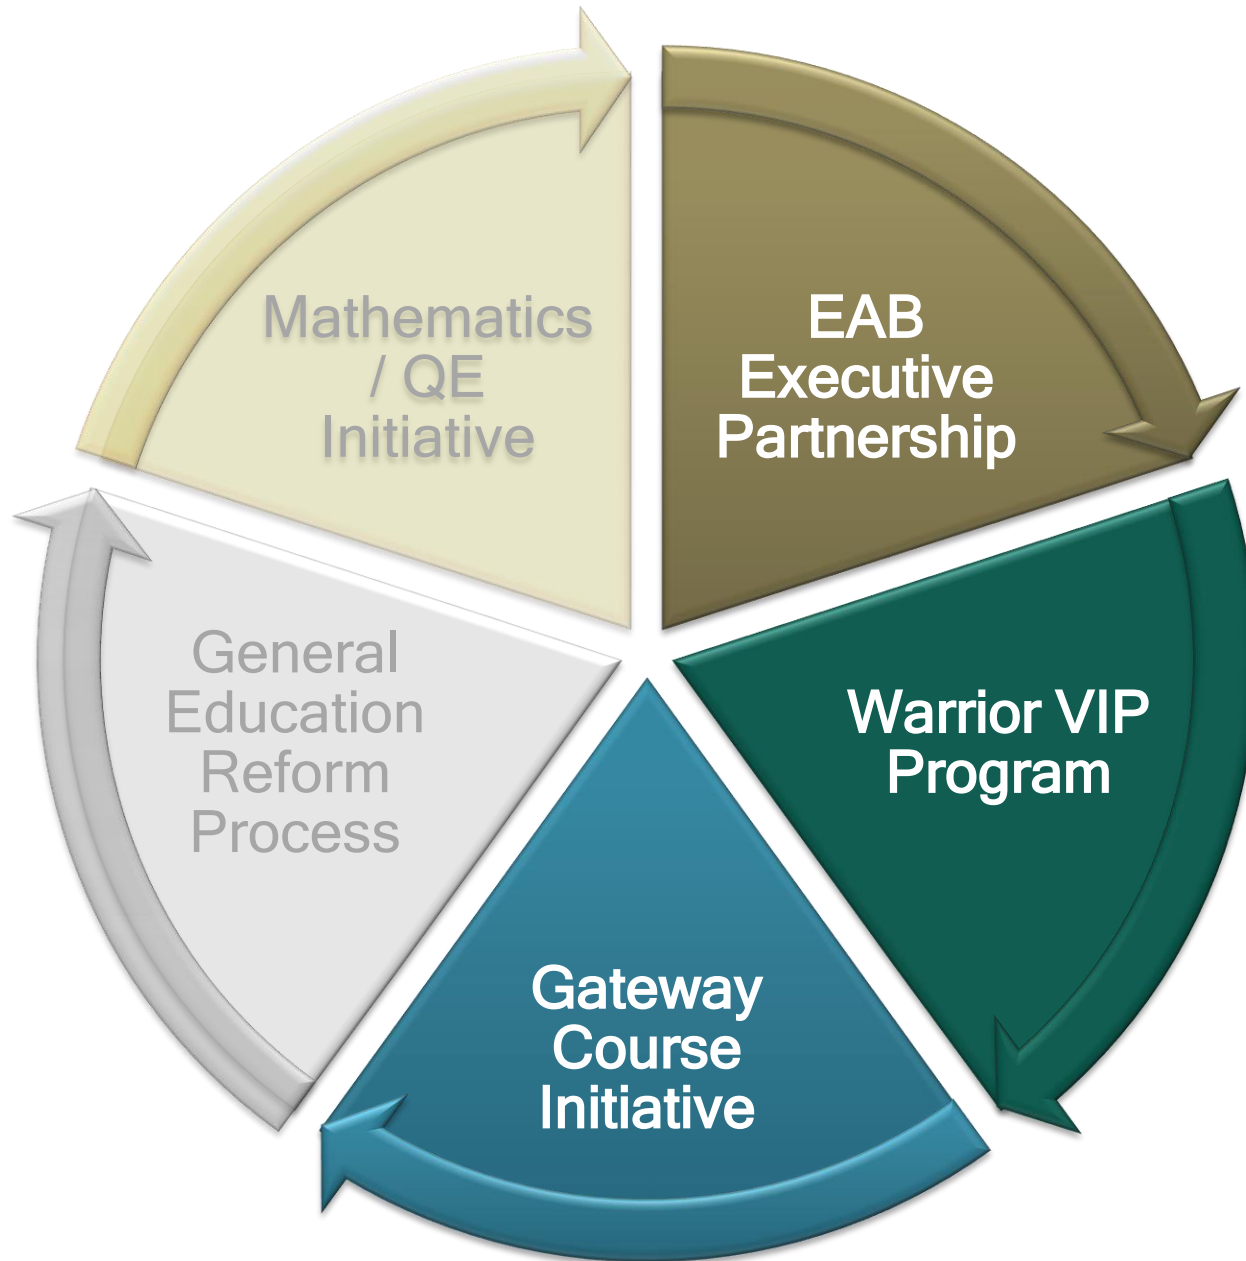 EAB
Executive
Partnership
Warrior VIP
Program
Gateway
Course
Initiative
General
Education
Reform
Process
Mathematics
/ QE
Initiative